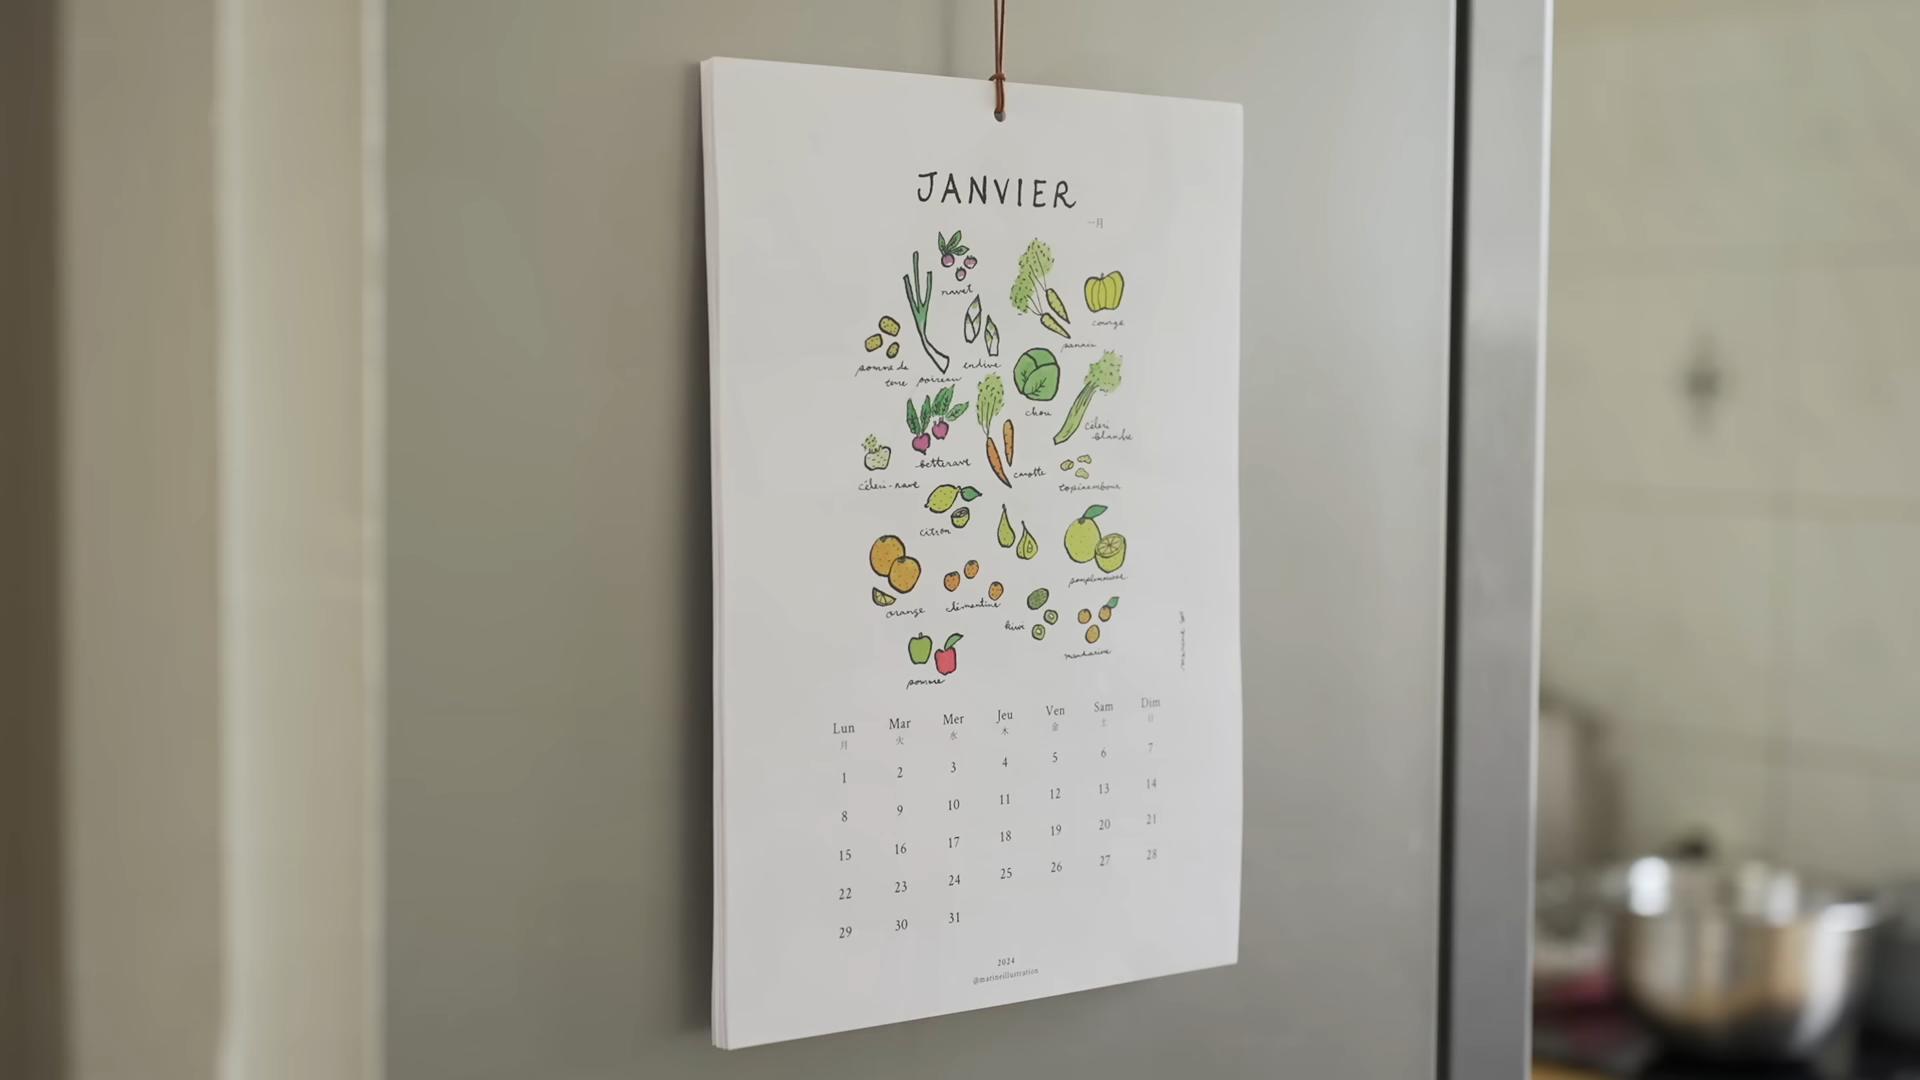 JANVIER
一月
navet
courge
panais
pomme de
terre
poireau
endive
chou
céleri
blanche
betterave
carotte
céleri-rave
topinambour
citron
pamplemousse
orange
clémentine
kiwi
mandarine
pomme
Lun Mar Mer Jeu Ven Sam Dim
月 火 水 木 金 土 日
1 2 3 4 5 6 7
8 9 10 11 12 13 14
15 16 17 18 19 20 21
22 23 24 25 26 27 28
29 30 31
2024
@marineillustration